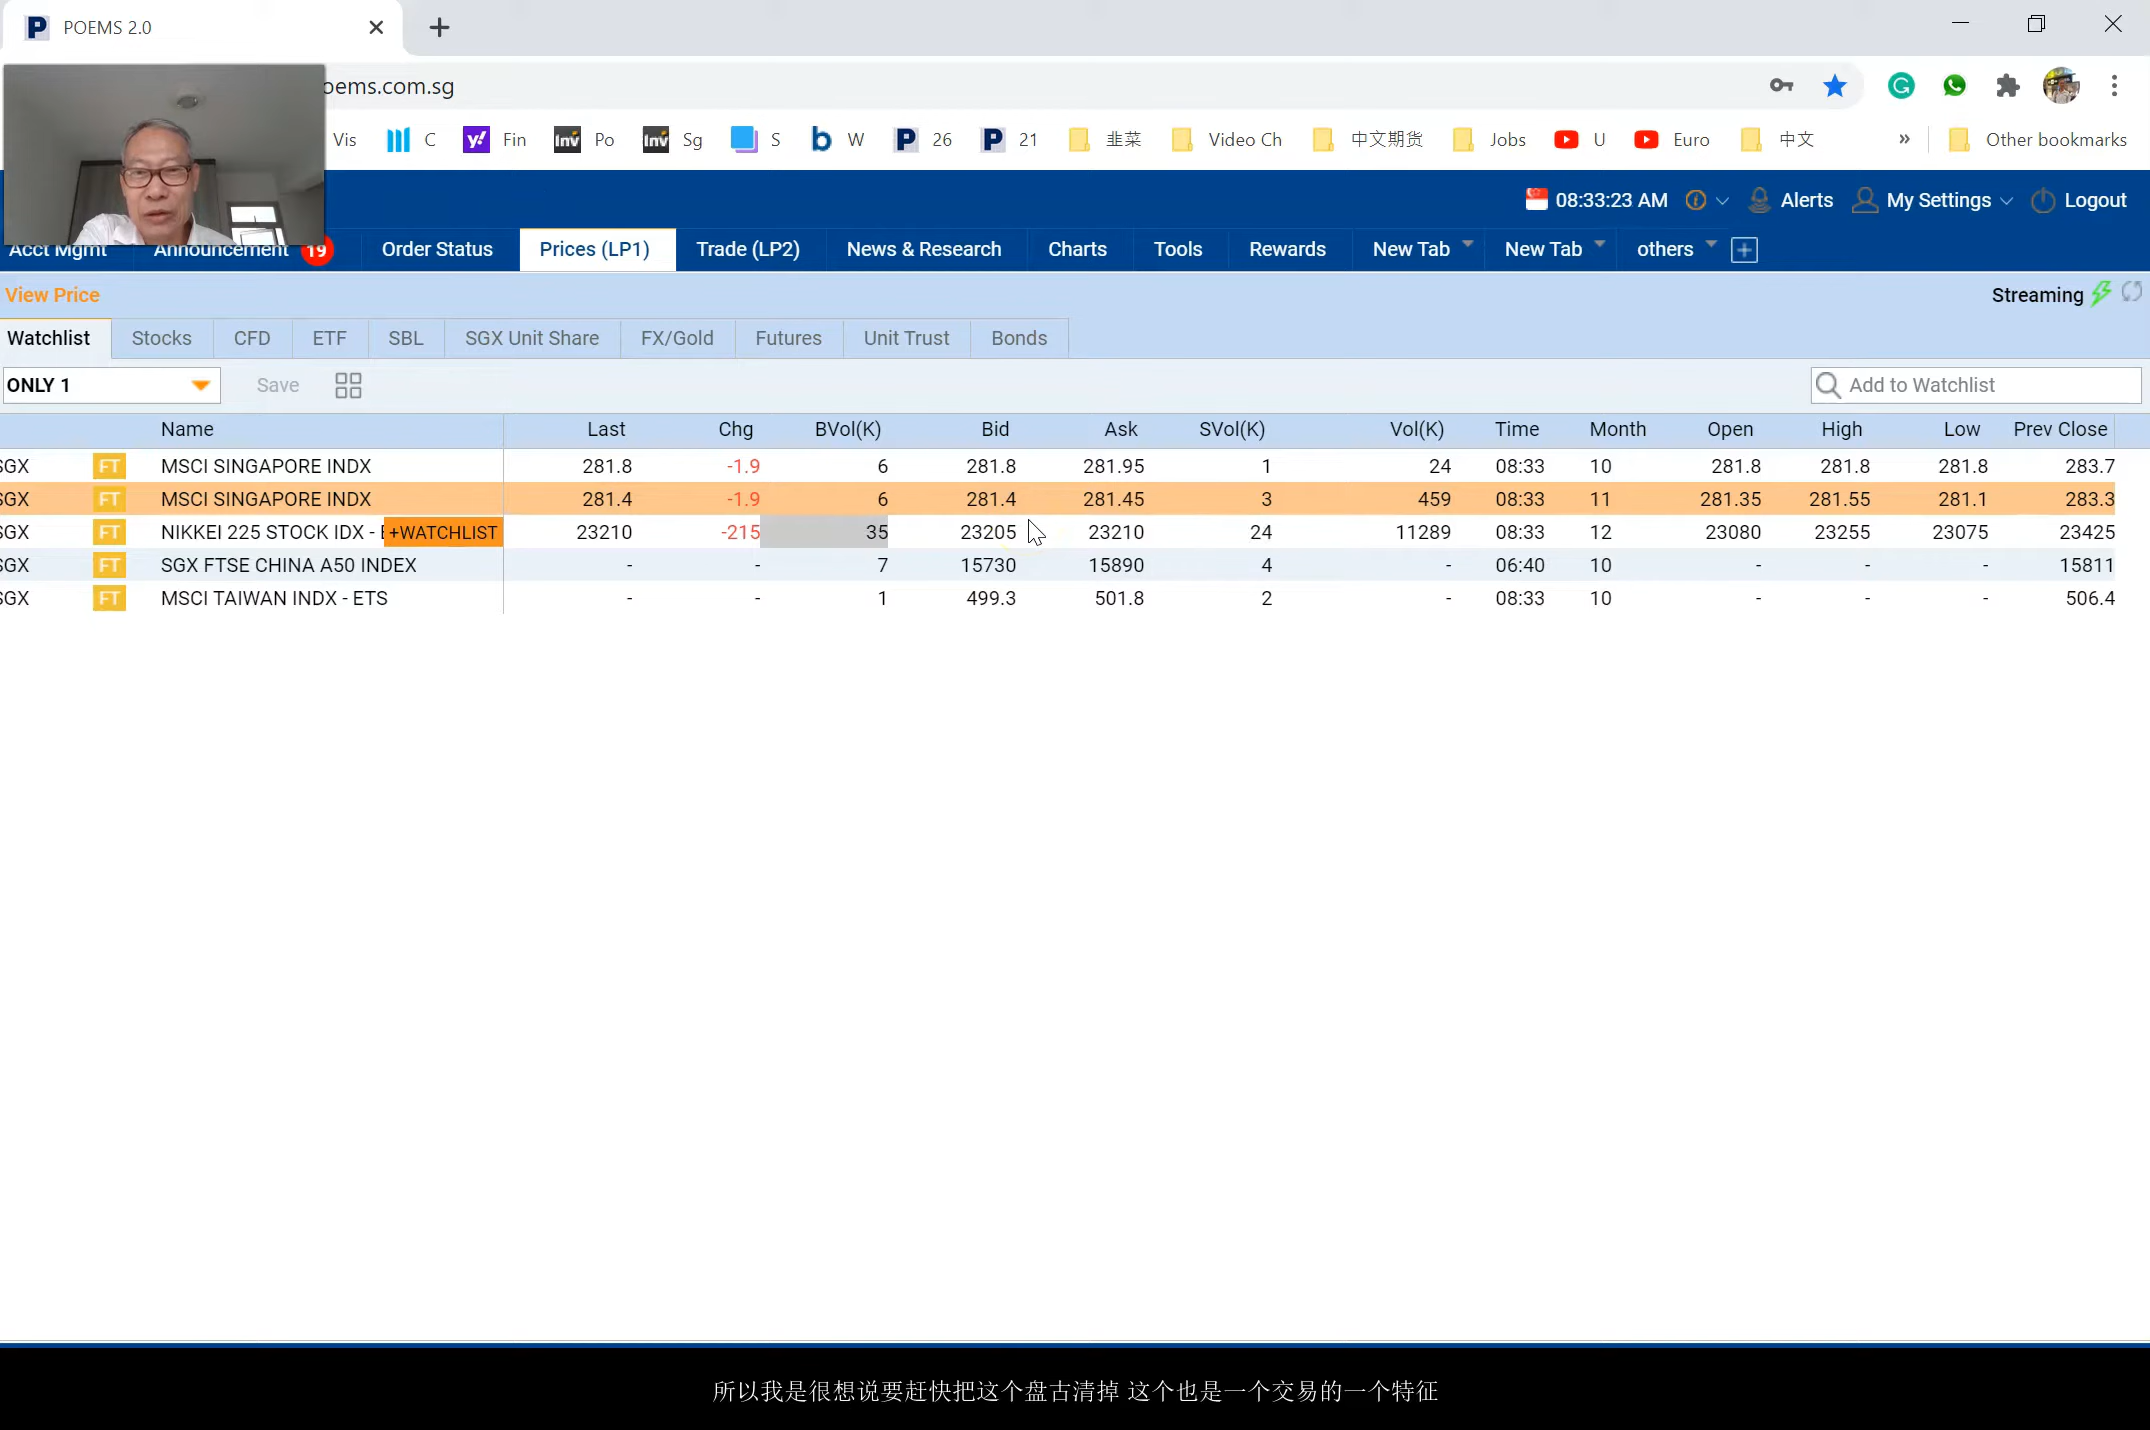 POEMS 2.0
oems.com.sg
Vis C Fin Po Sg S W 26 21 韭菜 Video Ch 中文期货 Jobs U Euro 中文 » Other bookmarks
08:33:23 AM Alerts My Settings Logout
Acct Mgmt Announcement 19 Order Status Prices (LP1) Trade (LP2) News & Research Charts Tools Rewards New Tab New Tab others
View Price Streaming
Watchlist Stocks CFD ETF SBL SGX Unit Share FX/Gold Futures Unit Trust Bonds
ONLY 1 Save Add to Watchlist
Name Last Chg BVol(K) Bid Ask SVol(K) Vol(K) Time Month Open High Low Prev Close
SGX FT MSCI SINGAPORE INDX 281.8 -1.9 6 281.8 281.95 1 24 08:33 10 281.8 281.8 281.8 283.7
SGX FT MSCI SINGAPORE INDX 281.4 -1.9 6 281.4 281.45 3 459 08:33 11 281.35 281.55 281.1 283.3
SGX FT NIKKEI 225 STOCK IDX - E +WATCHLIST 23210 -215 35 23205 23210 24 11289 08:33 12 23080 23255 23075 23425
SGX FT SGX FTSE CHINA A50 INDEX - - 7 15730 15890 4 - 06:40 10 - - - 15811
SGX FT MSCI TAIWAN INDX - ETS - - 1 499.3 501.8 2 - 08:33 10 - - - 506.4
所以我是很想说要赶快把这个盘古清掉 这个也是一个交易的一个特征